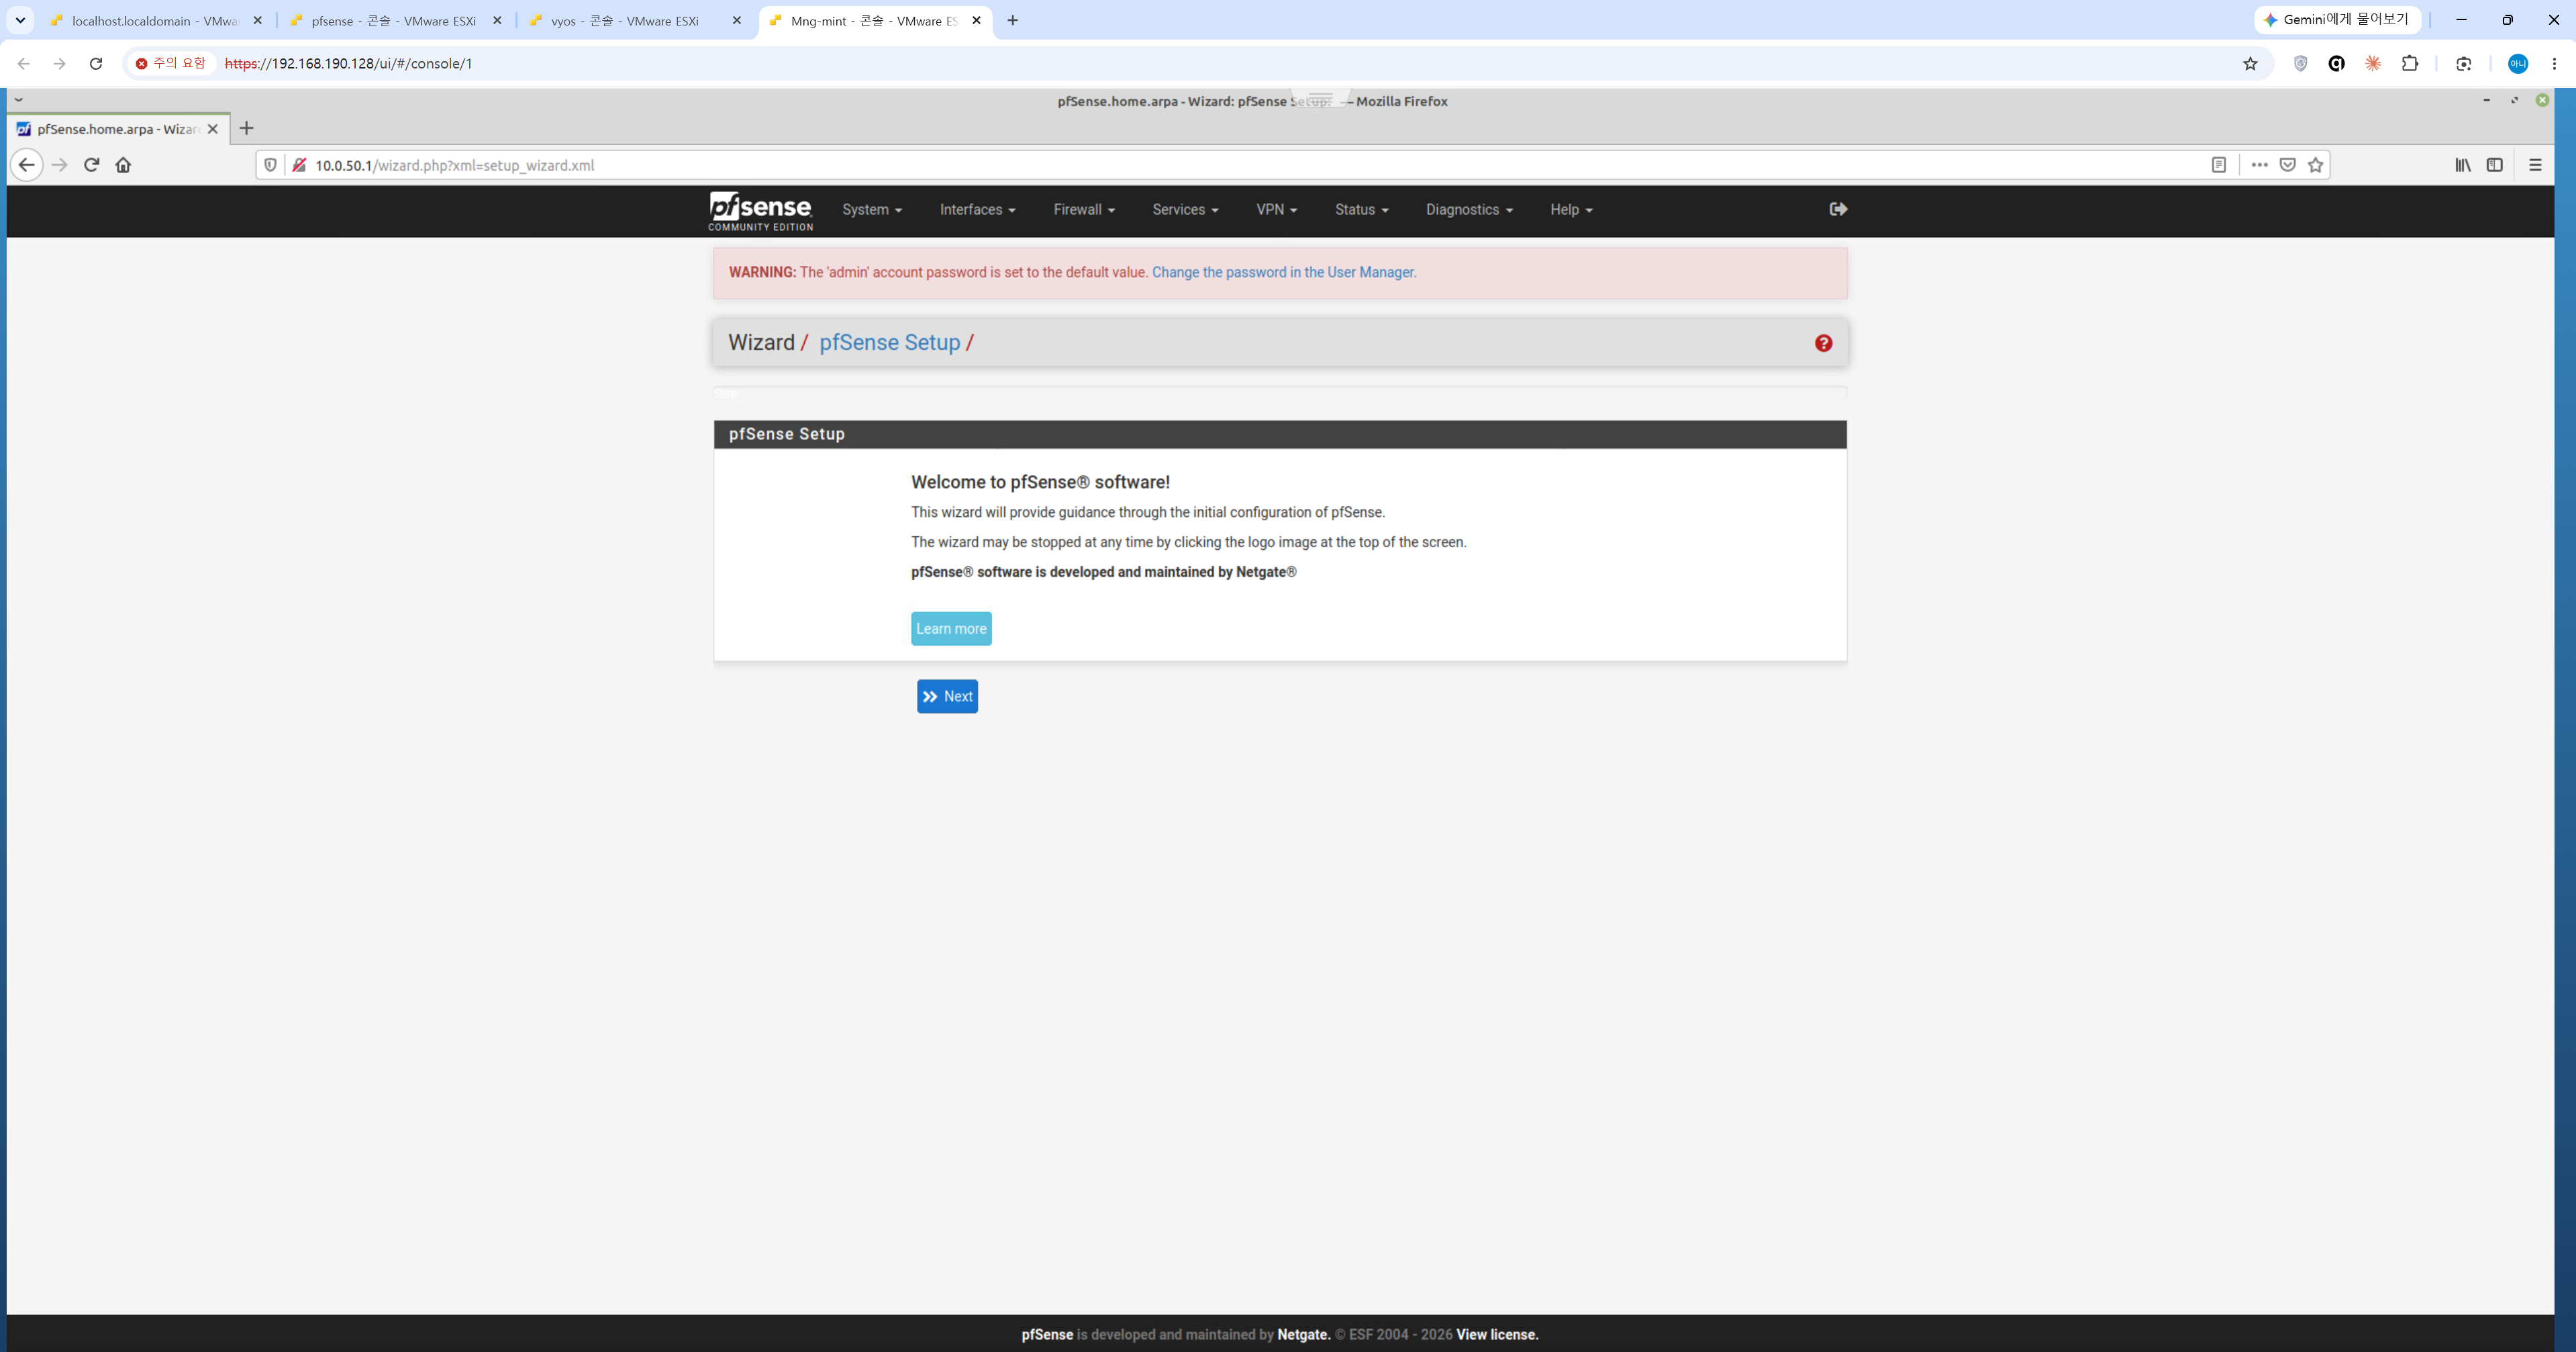 localhost.localdomain - VMwa
pfsense - 콘솔 - VMware ESXi
vyos - 콘솔 - VMware ESXi
Mng-mint - 콘솔 - VMware ES
Gemini에게 물어보기
주의 요함
https://192.168.190.128/ui/#/console/1
아니
pfSense.home.arpa - Wizard: pfSense Setup: — Mozilla Firefox
pfSense.home.arpa - Wizar
10.0.50.1/wizard.php?xml=setup_wizard.xml
pfsense
COMMUNITY EDITION
System
Interfaces
Firewall
Services
VPN
Status
Diagnostics
Help
WARNING: The 'admin' account password is set to the default value. Change the password in the User Manager.
Wizard / pfSense Setup /
Step
pfSense Setup
Welcome to pfSense® software!
This wizard will provide guidance through the initial configuration of pfSense.
The wizard may be stopped at any time by clicking the logo image at the top of the screen.
pfSense® software is developed and maintained by Netgate®
Learn more
Next
pfSense is developed and maintained by Netgate. © ESF 2004 - 2026 View license.